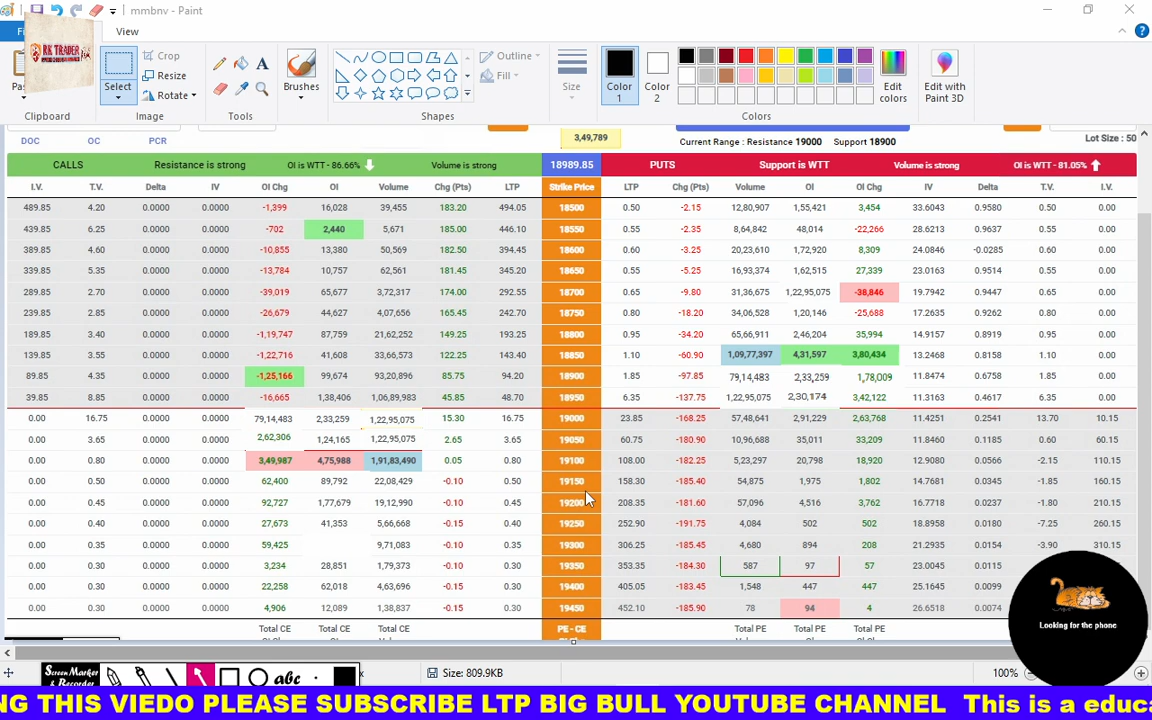 mmbnv - Paint
RK TRADER
View
Crop
Resize
Rotate
Select
Brushes
Outline
Fill
Size
Color 1
Color 2
Edit colors
Edit with Paint 3D
Clipboard
Image
Tools
Shapes
Colors
DOC OC PCR
3,49,789
Current Range : Resistance 19000 Support 18900
Lot Size : 50
CALLS Resistance is strong OI is WTT - 86.66% Volume is strong 18989.85 PUTS Support is WTT Volume is strong OI is WTT - 81.05%
I.V. T.V. Delta IV OI Chg OI Volume Chg (Pts) LTP Strike Price LTP Chg (Pts) Volume OI OI Chg IV Delta T.V. I.V.
489.85 4.20 0.0000 0.0000 -1,399 16,028 39,455 183.20 494.05 18500 0.50 -2.15 12,80,907 1,55,421 3,454 33.6043 0.9580 0.50 0.00
439.85 6.25 0.0000 0.0000 -702 2,440 5,671 185.00 446.10 18550 0.55 -2.35 8,64,842 48,014 -22,266 28.6213 0.9637 0.55 0.00
389.85 4.60 0.0000 0.0000 -10,855 13,380 50,569 182.50 394.45 18600 0.60 -3.25 20,23,610 1,72,920 8,309 24.0846 -0.0285 0.60 0.00
339.85 5.35 0.0000 0.0000 -13,784 10,757 62,561 181.45 345.20 18650 0.55 -5.25 16,93,374 1,62,515 27,339 23.0163 0.9514 0.55 0.00
289.85 2.70 0.0000 0.0000 -39,019 65,677 3,72,317 174.00 292.55 18700 0.65 -9.80 31,36,675 1,22,95,075 -38,846 19.7942 0.9447 0.65 0.00
239.85 2.85 0.0000 0.0000 -26,679 44,627 4,07,656 165.45 242.70 18750 0.80 -18.20 34,06,528 1,20,146 -25,688 17.2635 0.9262 0.80 0.00
189.85 3.40 0.0000 0.0000 -1,19,747 87,759 21,62,252 149.25 193.25 18800 0.95 -34.20 65,66,911 2,46,204 35,994 14.9157 0.8919 0.95 0.00
139.85 3.55 0.0000 0.0000 -1,22,716 41,608 33,66,573 122.25 143.40 18850 1.10 -60.90 1,09,77,397 4,31,597 3,80,434 13.2468 0.8158 1.10 0.00
89.85 4.35 0.0000 0.0000 -1,25,166 99,674 93,20,896 85.75 94.20 18900 1.85 -97.85 79,14,483 2,33,259 1,78,009 11.8474 0.6758 1.85 0.00
39.85 8.85 0.0000 0.0000 -16,665 1,38,406 1,06,89,983 45.85 48.70 18950 6.35 -137.75 1,22,95,075 2,30,174 3,42,122 11.3163 0.4617 6.35 0.00
0.00 16.75 0.0000 0.0000 79,14,483 2,33,259 1,22,95,075 15.30 16.75 19000 23.85 -168.25 57,48,641 2,91,229 2,63,768 11.4251 0.2541 13.70 10.15
0.00 3.65 0.0000 0.0000 2,62,306 1,24,165 1,22,95,075 2.65 3.65 19050 60.75 -180.90 10,96,688 35,011 33,209 11.8460 0.1185 0.60 60.15
0.00 0.80 0.0000 0.0000 3,49,987 4,75,988 1,91,83,490 0.05 0.80 19100 108.00 -182.25 5,23,297 20,798 18,920 12.9080 0.0566 -2.15 110.15
0.00 0.50 0.0000 0.0000 62,400 89,792 22,08,429 -0.10 0.50 19150 158.30 -185.40 54,875 1,975 1,802 14.7681 0.0345 -1.85 160.15
0.00 0.45 0.0000 0.0000 92,727 1,77,679 19,12,990 -0.10 0.45 19200 208.35 -181.60 57,096 4,516 3,762 16.7718 0.0237 -1.80 210.15
0.00 0.40 0.0000 0.0000 27,673 41,353 5,66,668 -0.15 0.40 19250 252.90 -191.75 4,084 502 502 18.8958 0.0180 -7.25 260.15
0.00 0.35 0.0000 0.0000 59,425 9,71,083 -0.10 0.35 19300 306.25 -185.45 4,680 894 208 21.2935 0.0154 -3.90 310.15
0.00 0.30 0.0000 0.0000 3,234 28,851 1,79,373 -0.10 0.30 19350 353.35 -184.30 587 97 57 23.0045 0.0115
0.00 0.30 0.0000 0.0000 22,258 62,018 4,63,696 -0.15 0.30 19400 405.05 -183.45 1,548 447 447 25.1645 0.0099
0.00 0.30 0.0000 0.0000 4,906 12,089 1,38,837 -0.15 0.30 19450 452.10 -185.90 78 94 4 26.6518 0.0074
Total CE Total CE Total CE PE - CE Total PE Total PE Total PE
Looking for the phone
Screen Marker & Recorder
abc
Size: 809.9KB
100%
NG THIS VIEDO PLEASE SUBSCRIBE LTP BIG BULL YOUTUBE CHANNEL This is a educa